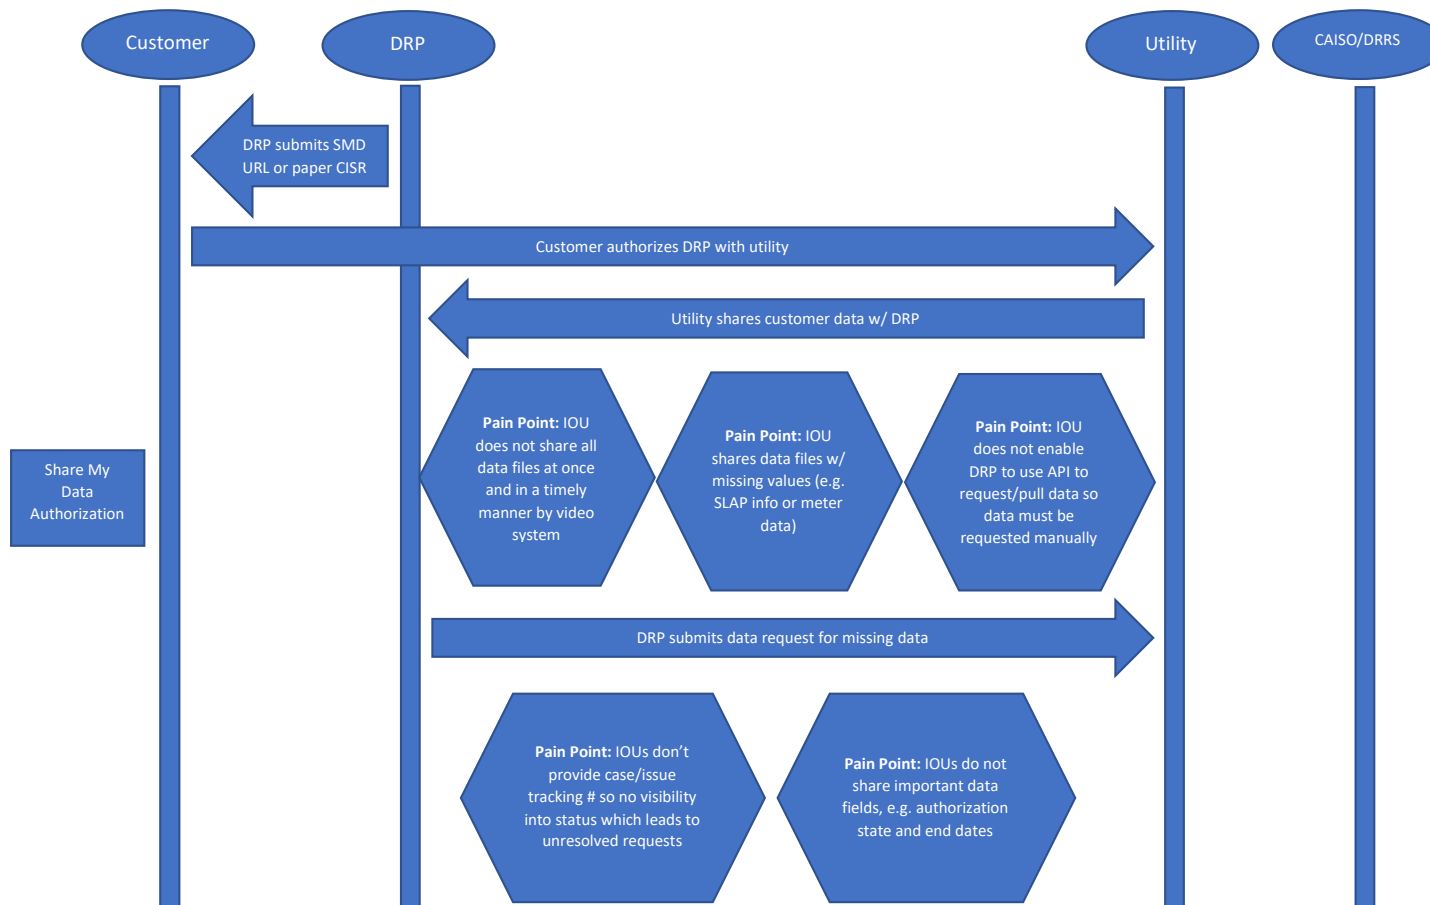 Customer
DRP
Utility
CAISO/DRRS
DRP submits SMD
URL or paper CISR
Customer authorizes DRP with utility
Utility shares customer data w/ DRP
Pain Point: IOU
does not share all
data files at once
and in a timely
manner by video
system
Pain Point: IOU
shares data files w/
missing values (e.g.
SLAP info or meter
data)
Pain Point: IOU
does not enable
DRP to use API to
request/pull data so
data must be
requested manually
Share My
Data
Authorization
DRP submits data request for missing data
Pain Point: IOUs don’t
provide case/issue
tracking # so no visibility
into status which leads to
unresolved requests
Pain Point: IOUs do not
share important data
fields, e.g. authorization
state and end dates